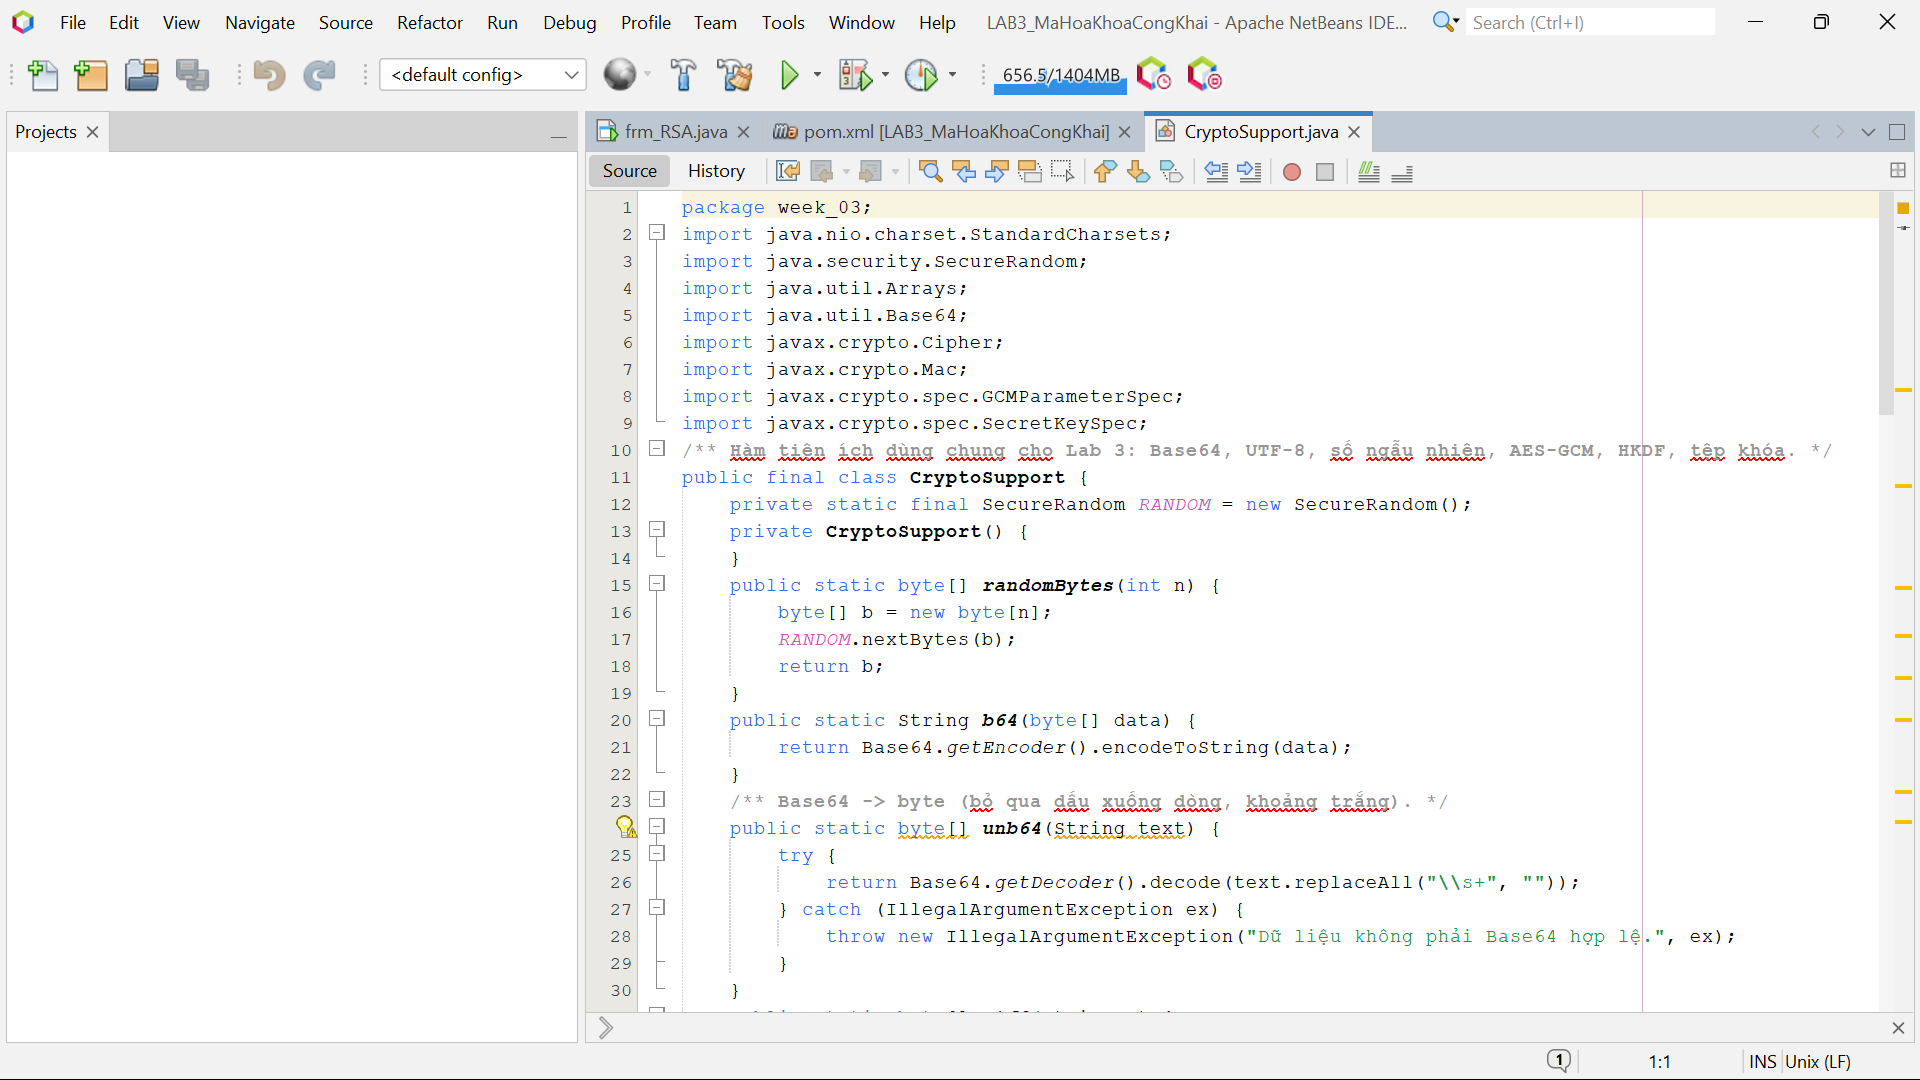 File Edit View Navigate Source Refactor Run Debug Profile Team Tools Window Help LAB3_MaHoaKhoaCongKhai - Apache NetBeans IDE... Search (Ctrl+I)
<default config> 656.5/1404MB
Projects
frm_RSA.java pom.xml [LAB3_MaHoaKhoaCongKhai] CryptoSupport.java
Source History
1 package week_03;
2 import java.nio.charset.StandardCharsets;
3 import java.security.SecureRandom;
4 import java.util.Arrays;
5 import java.util.Base64;
6 import javax.crypto.Cipher;
7 import javax.crypto.Mac;
8 import javax.crypto.spec.GCMParameterSpec;
9 import javax.crypto.spec.SecretKeySpec;
10 /** Hàm tiện ích dùng chung cho Lab 3: Base64, UTF-8, số ngẫu nhiên, AES-GCM, HKDF, tệp khóa. */
11 public final class CryptoSupport {
12 private static final SecureRandom RANDOM = new SecureRandom();
13 private CryptoSupport() {
14 }
15 public static byte[] randomBytes(int n) {
16 byte[] b = new byte[n];
17 RANDOM.nextBytes(b);
18 return b;
19 }
20 public static String b64(byte[] data) {
21 return Base64.getEncoder().encodeToString(data);
22 }
23 /** Base64 -> byte (bỏ qua dấu xuống dòng, khoảng trắng). */
public static byte[] unb64(String text) {
25 try {
26 return Base64.getDecoder().decode(text.replaceAll("\\s+", ""));
27 } catch (IllegalArgumentException ex) {
28 throw new IllegalArgumentException("Dữ liệu không phải Base64 hợp lệ.", ex);
29 }
30 }
1 1:1 INS Unix (LF)